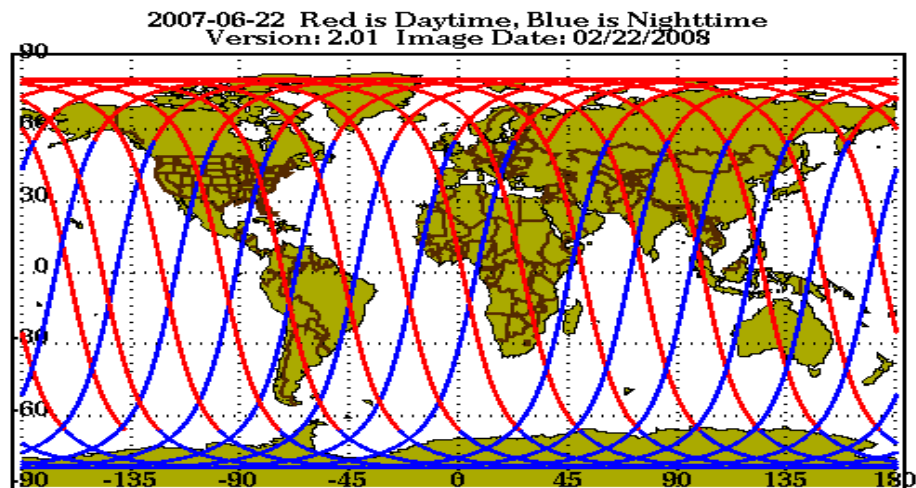 2007-06-22 Red is Daytime, Blue is Nighttime
Version: 2.01 Image Date: 02/22/2008
90
60
30
0
-30
-60
-90 -135 -90 -45 0 45 90 135 180